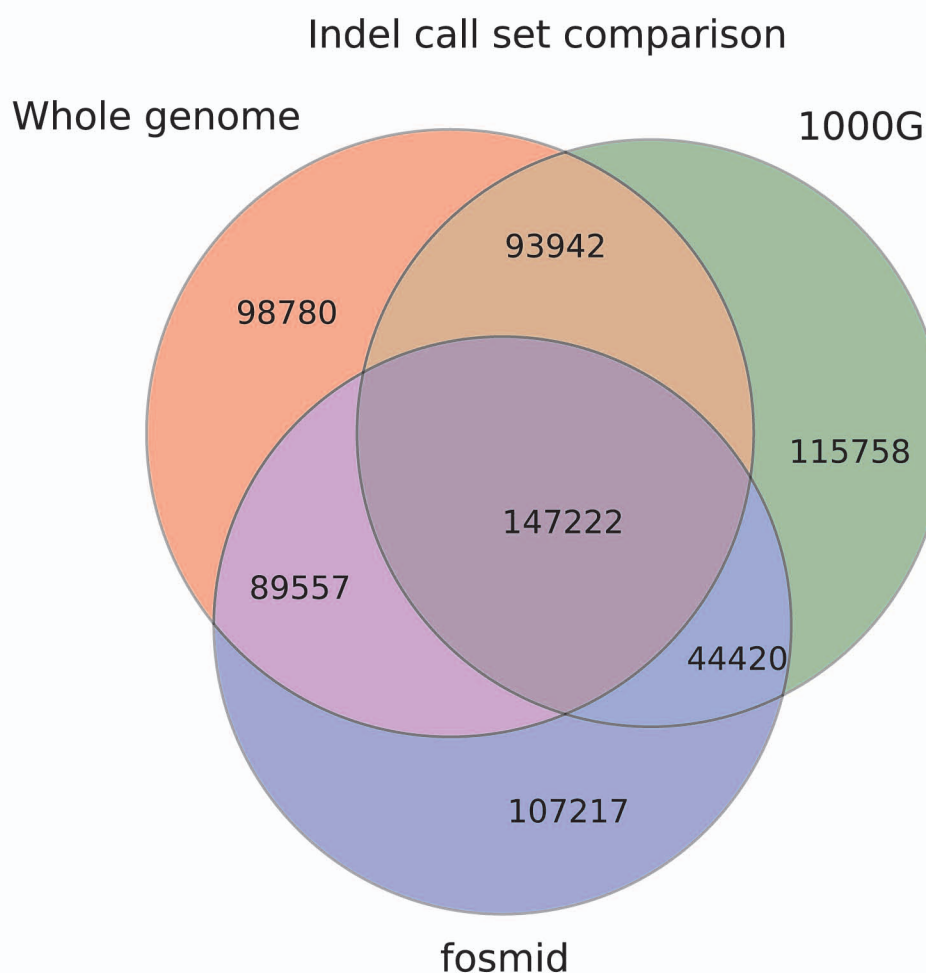 Indel call set comparison
Whole genome
1000G
93942
98780
115758
147222
89557
44420
107217
fosmid